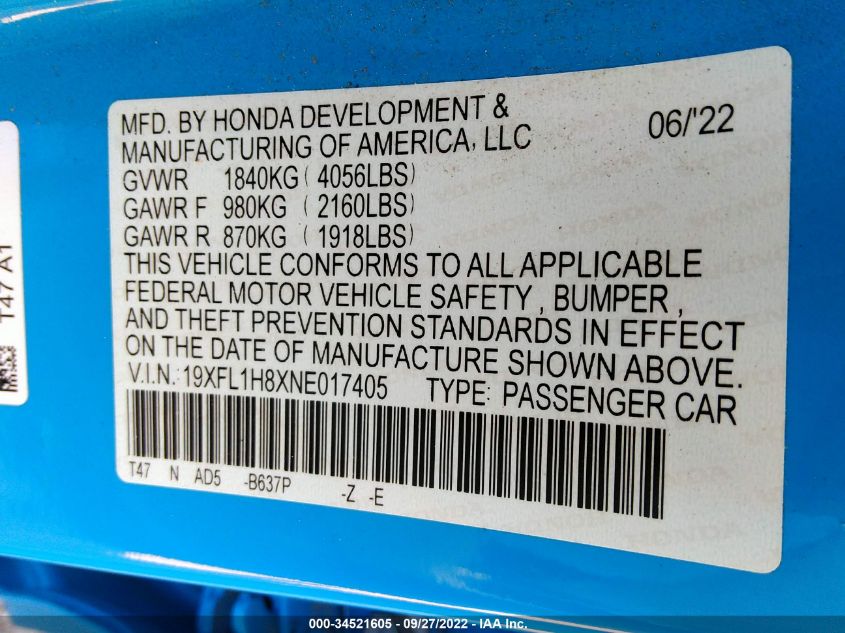 MFD. BY HONDA DEVELOPMENT &
MANUFACTURING OF AMERICA, LLC 06/'22
GVWR 1840KG ( 4056LBS)
GAWR F 980KG ( 2160LBS)
GAWR R 870KG ( 1918LBS)
THIS VEHICLE CONFORMS TO ALL APPLICABLE
FEDERAL MOTOR VEHICLE SAFETY , BUMPER ,
AND THEFT PREVENTION STANDARDS IN EFFECT
ON THE DATE OF MANUFACTURE SHOWN ABOVE.
V.I.N.: 19XFL1H8XNE017405 TYPE: PASSENGER CAR
T47 N AD5 -B637P -Z -E
T47 A1
000-34521605 - 09/27/2022 - IAA Inc.